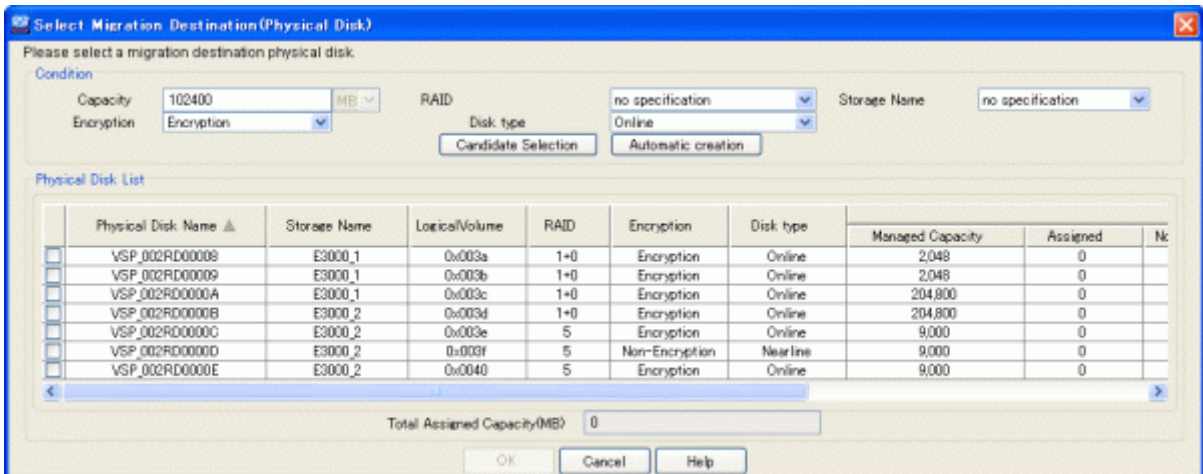 Select Migration Destination(Physical Disk)
Please select a migration destination physical disk.
Condition
Capacity 102400 MB RAID no specification Storage Name no specification
Encryption Encryption Disk type Online
Candidate Selection Automatic creation
Physical Disk List
Physical Disk Name Storage Name LogicalVolume RAID Encryption Disk type
Managed Capacity Assigned No
VSP_002RD00008 E3000_1 0x003a 1+0 Encryption Online 2,048 0
VSP_002RD00009 E3000_1 0x003b 1+0 Encryption Online 2,048 0
VSP_002RD0000A E3000_1 0x003c 1+0 Encryption Online 204,800 0
VSP_002RD0000B E3000_2 0x003d 1+0 Encryption Online 204,800 0
VSP_002RD0000C E3000_2 0x003e 5 Encryption Online 9,000 0
VSP_002RD0000D E3000_2 0x003f 5 Non-Encryption Nearline 9,000 0
VSP_002RD0000E E3000_2 0x0040 5 Encryption Online 9,000 0
Total Assigned Capacity(MB) 0
OK Cancel Help